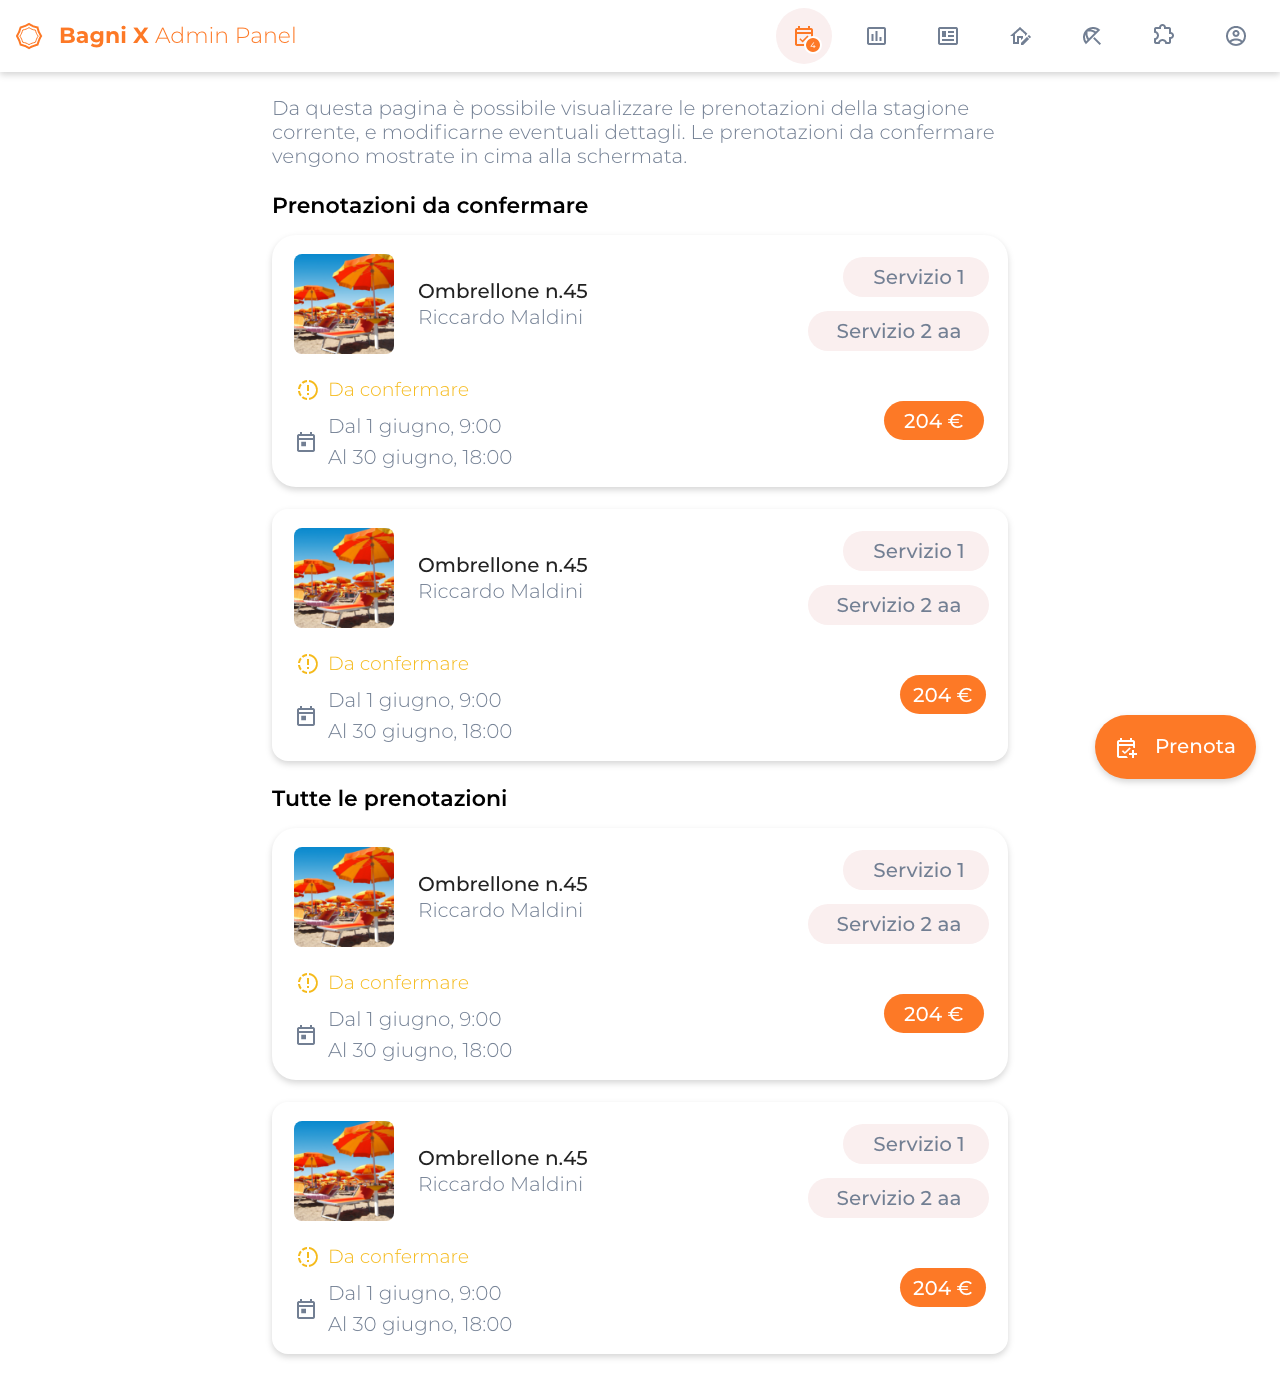 Bagni X Admin Panel
4
Da questa pagina è possibile visualizzare le prenotazioni della stagione
corrente, e modificarne eventuali dettagli. Le prenotazioni da confermare
vengono mostrate in cima alla schermata.
Prenotazioni da confermare
Ombrellone n.45
Riccardo Maldini
Servizio 1
Servizio 2 aa
Da confermare
Dal 1 giugno, 9:00
Al 30 giugno, 18:00
204 €
Ombrellone n.45
Riccardo Maldini
Servizio 1
Servizio 2 aa
Da confermare
Dal 1 giugno, 9:00
Al 30 giugno, 18:00
204 €
Prenota
Tutte le prenotazioni
Ombrellone n.45
Riccardo Maldini
Servizio 1
Servizio 2 aa
Da confermare
Dal 1 giugno, 9:00
Al 30 giugno, 18:00
204 €
Ombrellone n.45
Riccardo Maldini
Servizio 1
Servizio 2 aa
Da confermare
Dal 1 giugno, 9:00
Al 30 giugno, 18:00
204 €